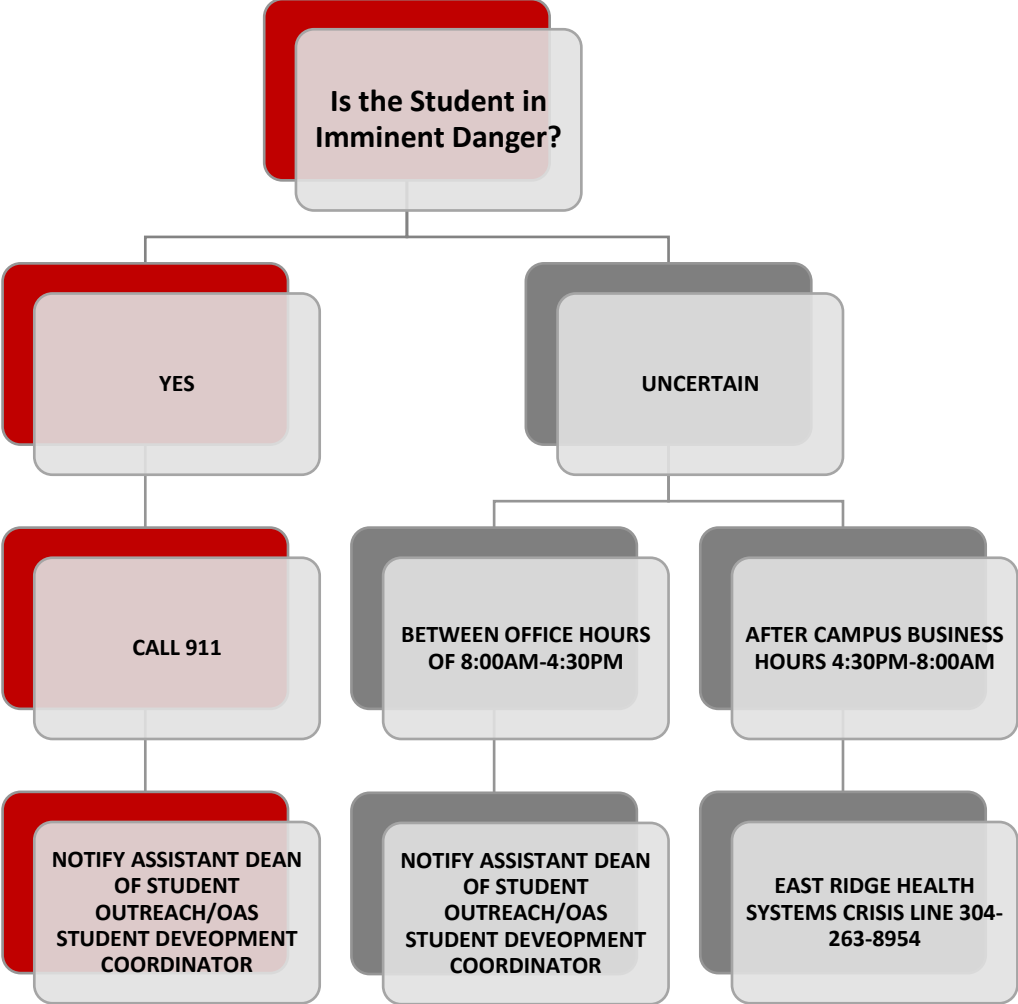 Is the Student in
Imminent Danger?
YES
UNCERTAIN
CALL 911
BETWEEN OFFICE HOURS
OF 8:00AM-4:30PM
AFTER CAMPUS BUSINESS
HOURS 4:30PM-8:00AM
NOTIFY ASSISTANT DEAN
OF STUDENT
OUTREACH/OAS
STUDENT DEVEOPMENT
COORDINATOR
NOTIFY ASSISTANT DEAN
OF STUDENT
OUTREACH/OAS
STUDENT DEVEOPMENT
COORDINATOR
EAST RIDGE HEALTH
SYSTEMS CRISIS LINE 304-
263-8954